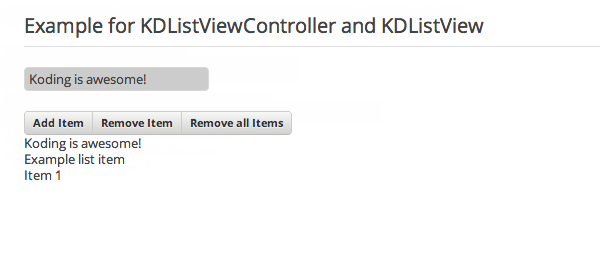 Example for KDListViewController and KDListView
Koding is awesome!
Add Item Remove Item Remove all Items
Koding is awesome!
Example list item
Item 1